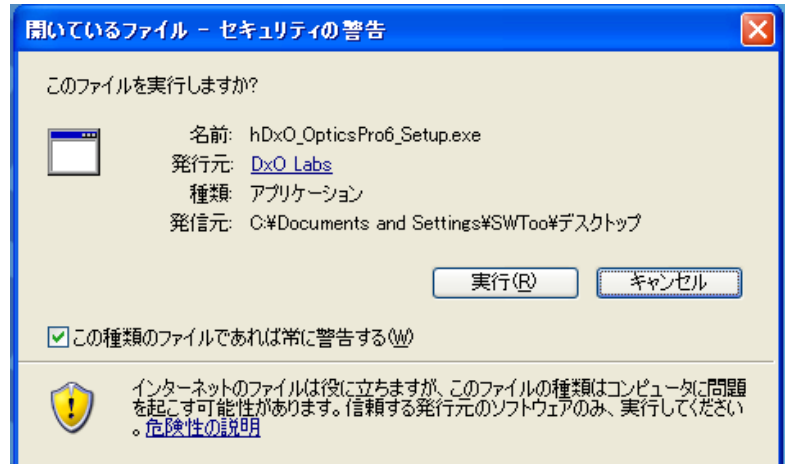 開いているファイル - セキュリティの警告
このファイルを実行しますか?
名前: hDxO_OpticsPro6_Setup.exe
発行元: DxO Labs
種類: アプリケーション
発信元: C:¥Documents and Settings¥SWToo¥デスクトップ
実行(R) キャンセル
この種類のファイルであれば常に警告する(W)
インターネットのファイルは役に立ちますが、このファイルの種類はコンピュータに問題
を起こす可能性があります。信頼する発行元のソフトウェアのみ、実行してください
。危険性の説明